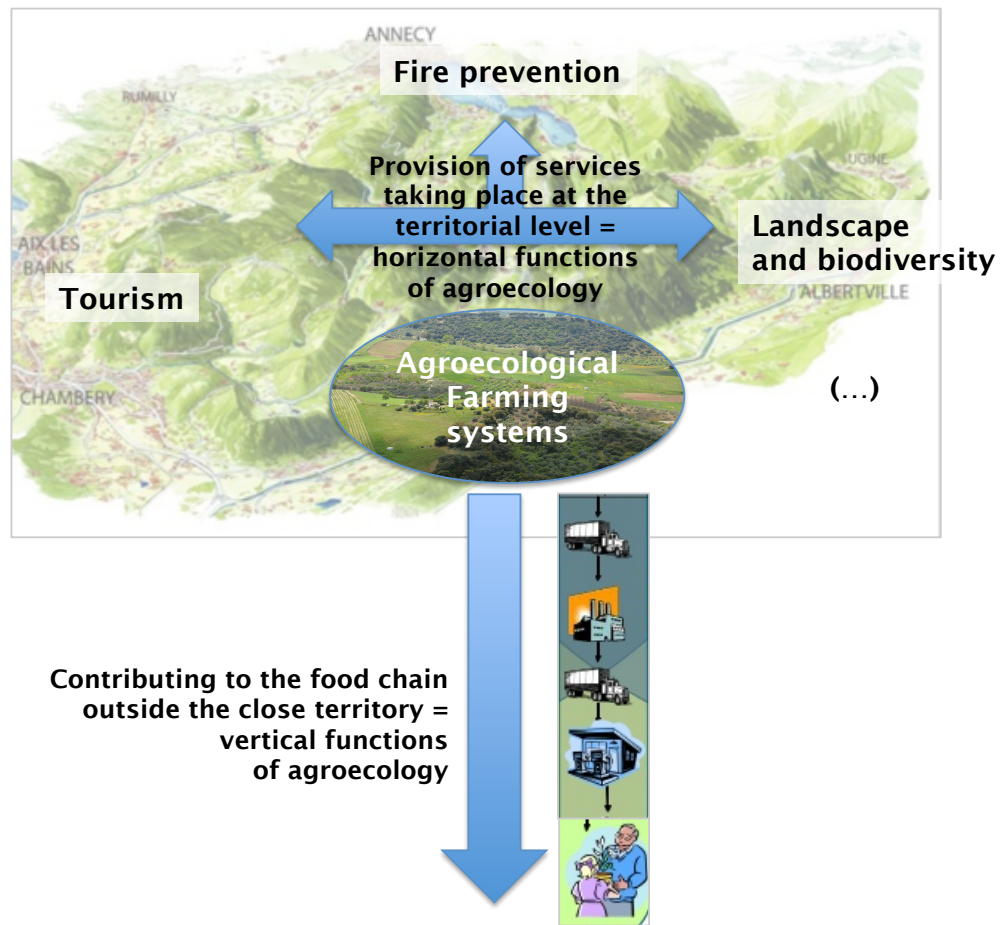 ANNECY
Fire prevention
RUMILLY
Provision of services
taking place at the
territorial level =
horizontal functions
of agroecology
UGINE
Landscape
and biodiversity
AIX LES
BAINS
Tourism
ALBERTVILLE
Agroecological
Farming
systems
CHAMBERY
(...)
Contributing to the food chain
outside the close territory =
vertical functions
of agroecology